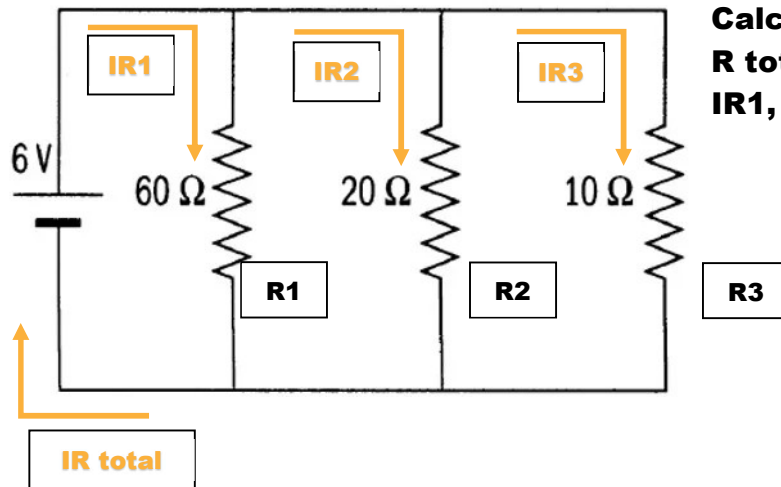 Calc
R tot
IR1,
IR1
IR2
IR3
6 V
60 Ω
20 Ω
10 Ω
R1
R2
R3
IR total